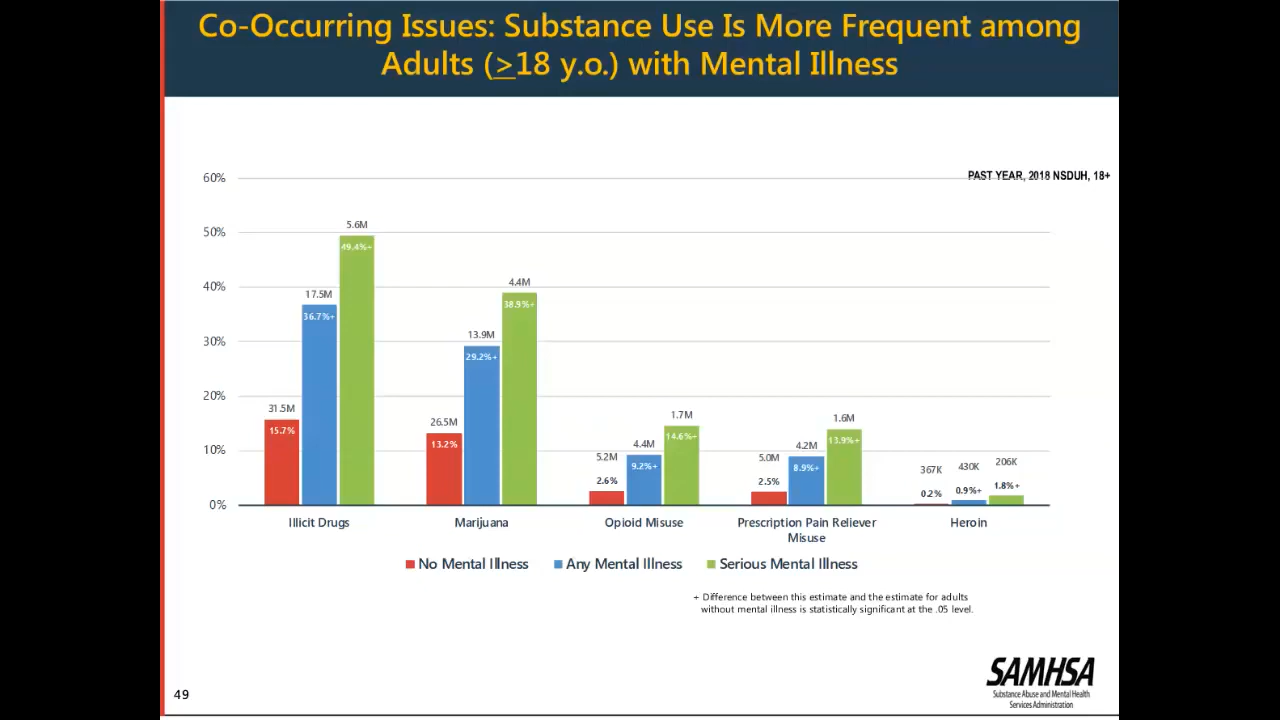 Co-Occurring Issues: Substance Use Is More Frequent among
Adults (>18 y.o.) with Mental Illness
PAST YEAR, 2018 NSDUH, 18+
60%
50%
40%
30%
20%
10%
0%
31.5M
15.7%
17.5M
36.7%+
5.6M
49.4%+
26.5M
13.2%
13.9M
29.2%+
4.4M
38.9%+
5.2M
2.6%
4.4M
9.2%+
1.7M
14.6%+
5.0M
2.5%
4.2M
8.9%+
1.6M
13.9%+
367K
0.2%
430K
0.9%+
206K
1.8%+
Illicit Drugs
Marijuana
Opioid Misuse
Prescription Pain Reliever
Misuse
Heroin
No Mental Illness
Any Mental Illness
Serious Mental Illness
+ Difference between this estimate and the estimate for adults
without mental illness is statistically significant at the .05 level.
49
SAMHSA
Substance Abuse and Mental Health
Services Administration